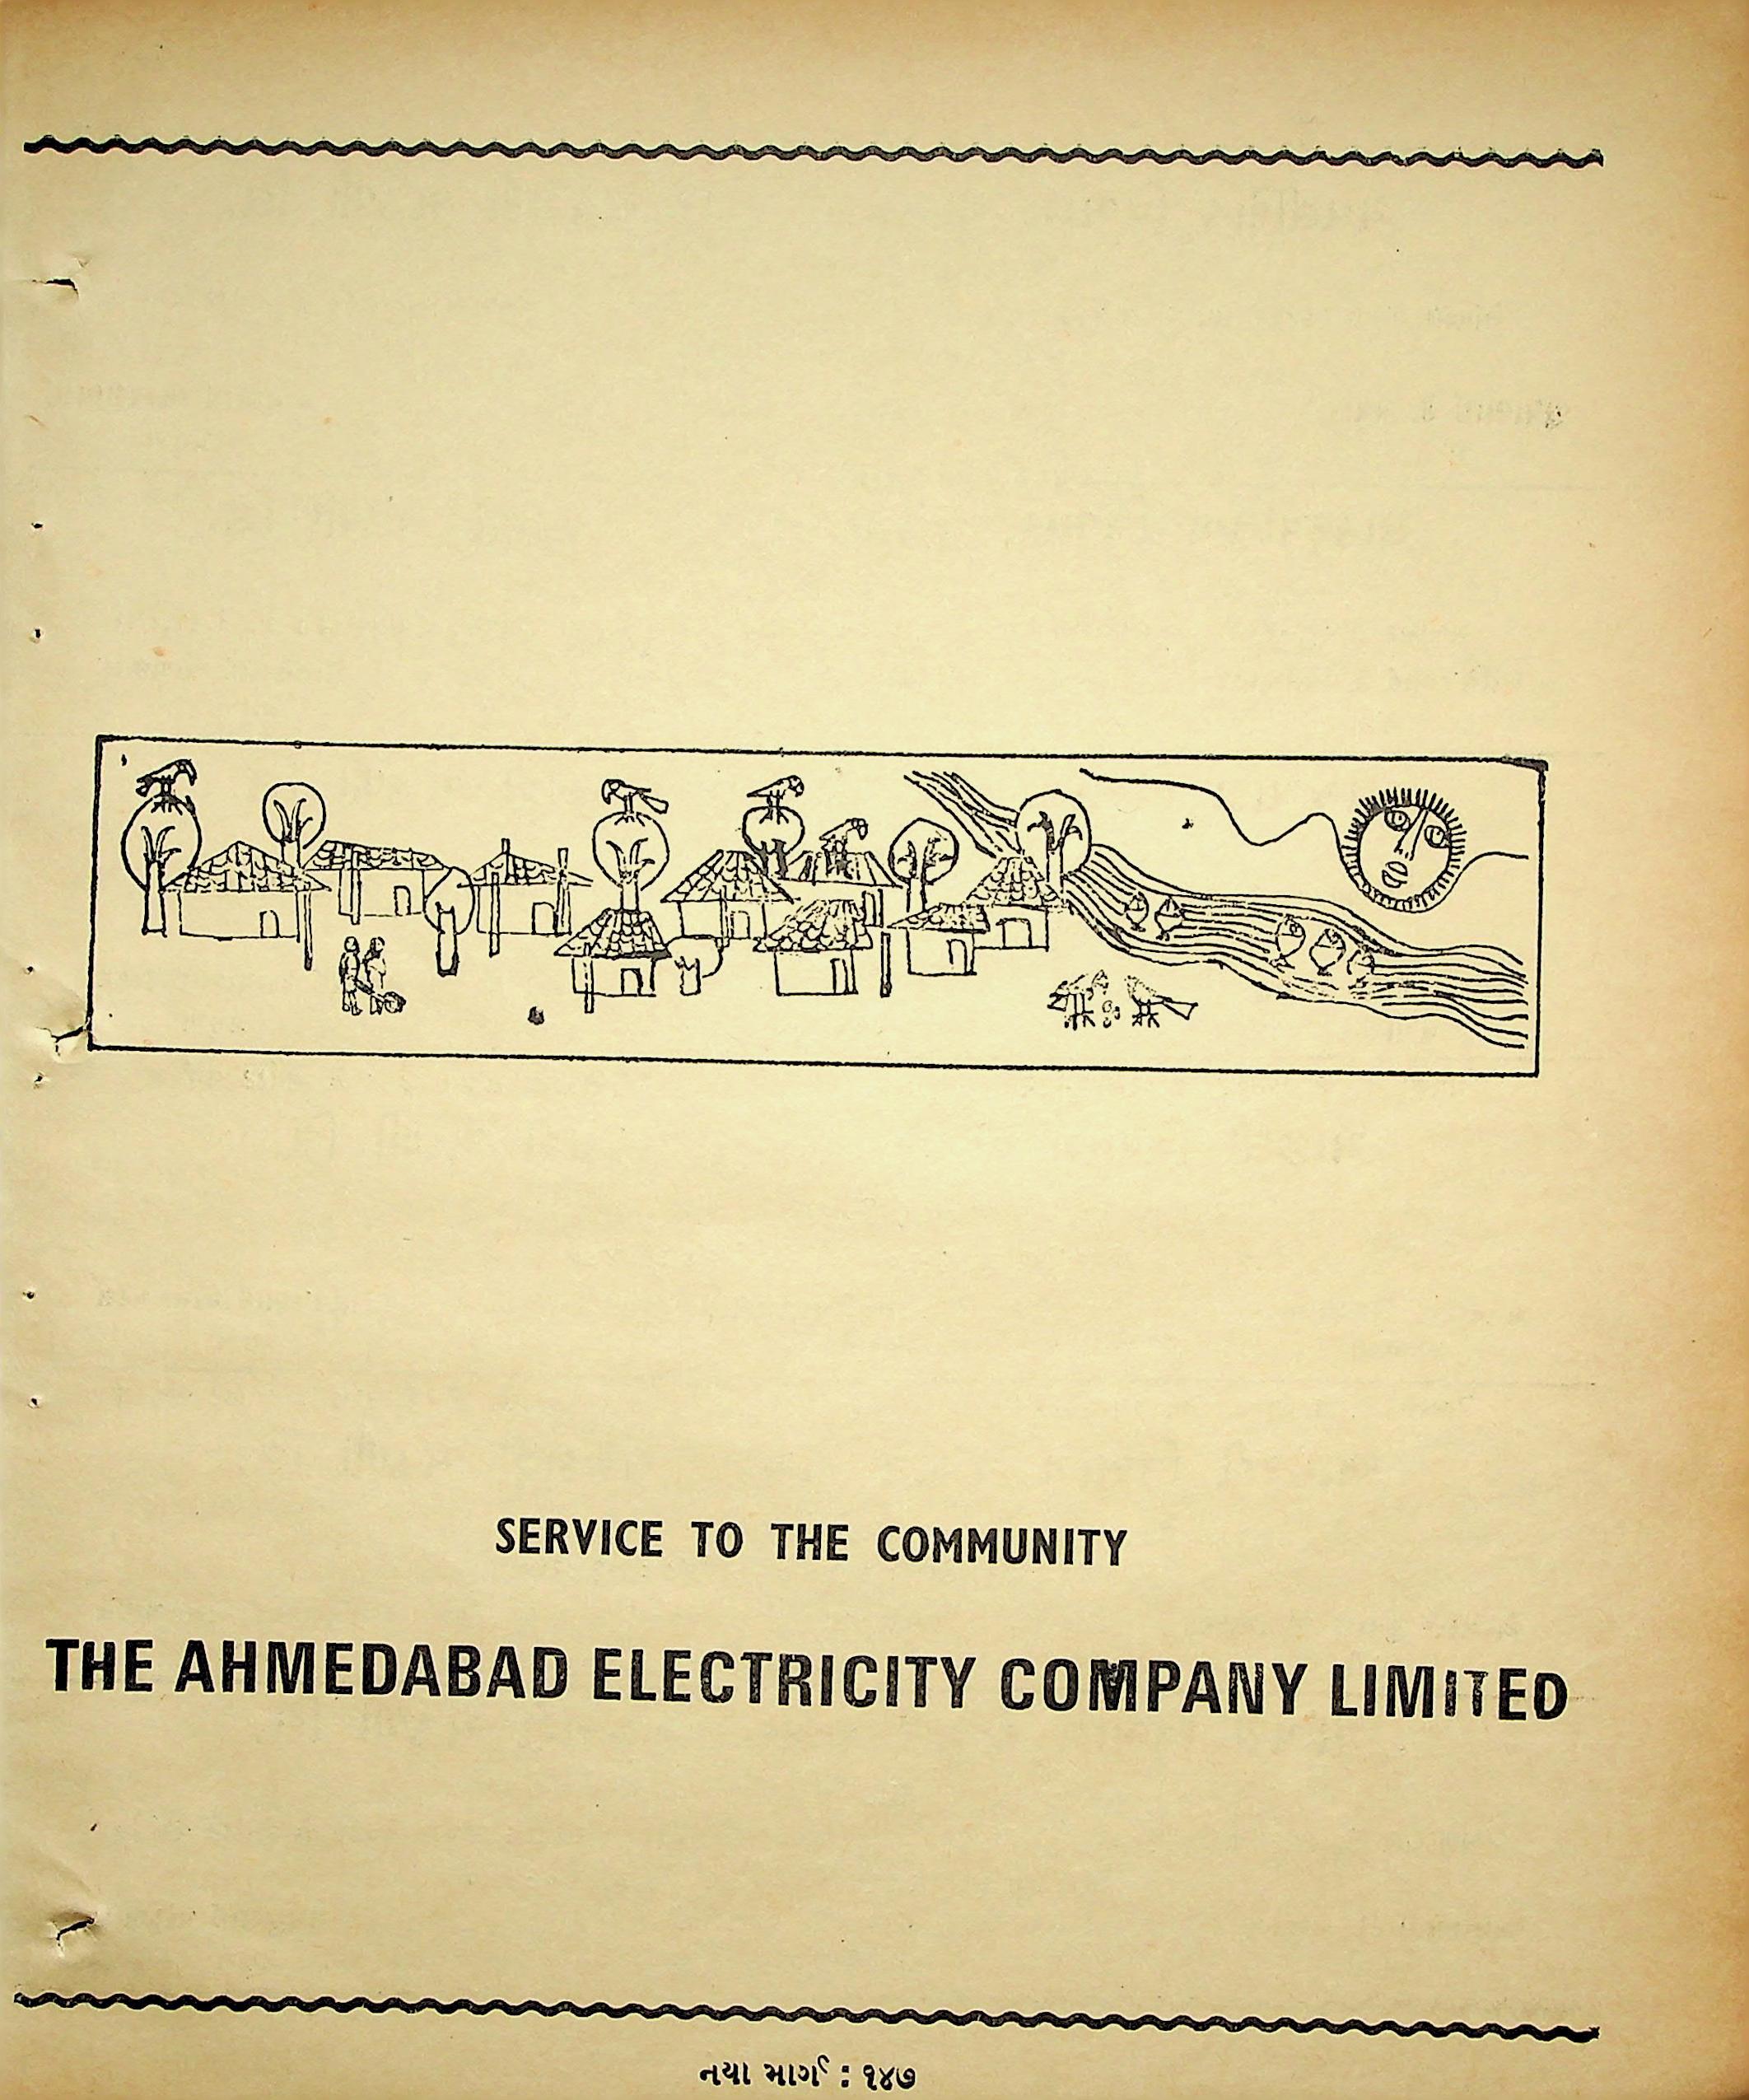 SERVICE TO THE COMMUNITY
THE AHMEDABAD ELECTRICITY COMPANY LIMITED
નયા માર્ગ : ૧૪૭